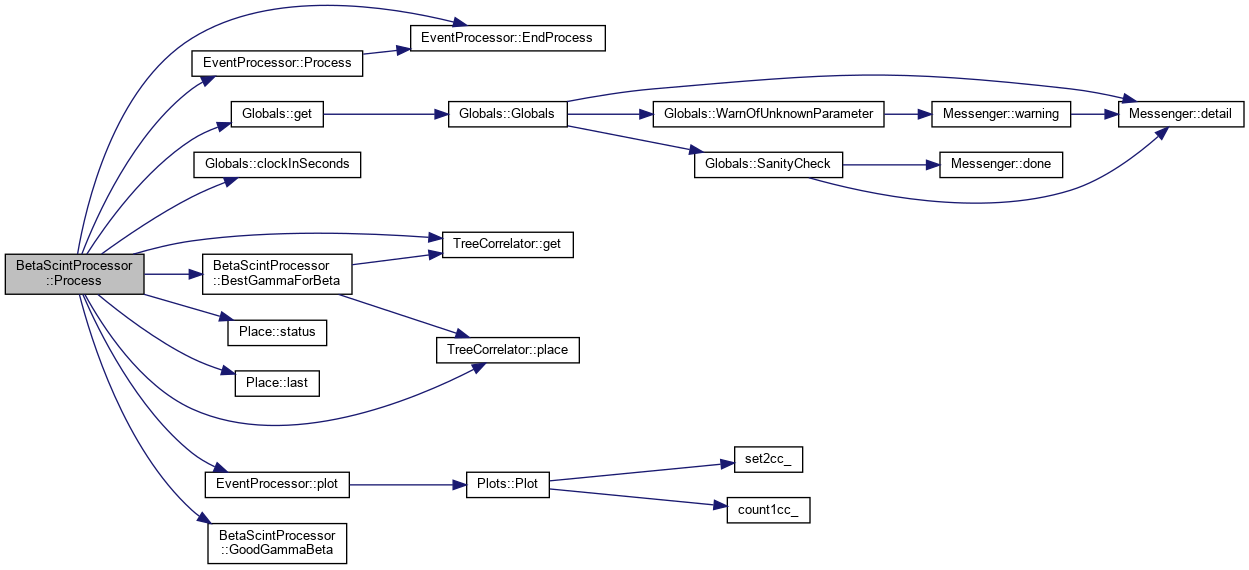 EventProcessor::EndProcess
EventProcessor::Process
Globals::get
Globals::Globals
Globals::WarnOfUnknownParameter
Messenger::warning
Messenger::detail
Globals::clockInSeconds
Globals::SanityCheck
Messenger::done
TreeCorrelator::get
BetaScintProcessor
::Process
BetaScintProcessor
::BestGammaForBeta
Place::status
TreeCorrelator::place
Place::last
EventProcessor::plot
Plots::Plot
set2cc_
count1cc_
BetaScintProcessor
::GoodGammaBeta